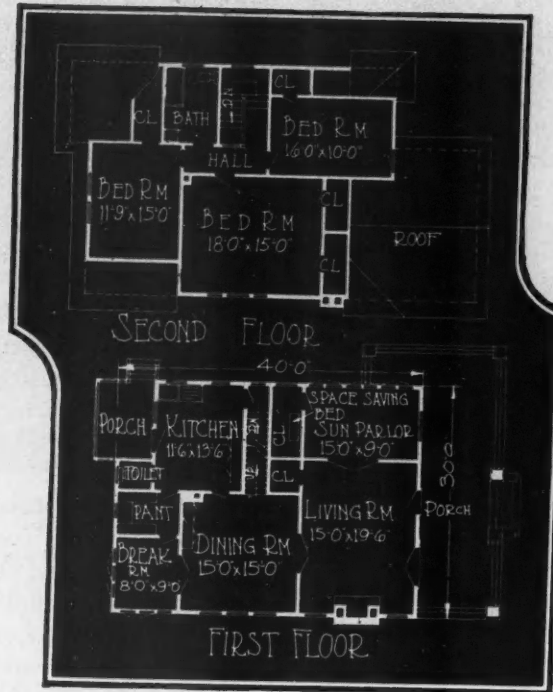 CL
BATH
DN
CL
BED RM
16'-0"x10'-0"
HALL
BED RM
11'-9"x15'-0"
BED RM
18'-0"x15'-0"
CL
CL
ROOF
SECOND FLOOR
40'-0"
PORCH
KITCHEN
11'-6"x13'-6"
UP
DN
CL
SPACE SAVING
BED
SUN PARLOR
15'-0"x9'-0"
TOILET
CL
PANT
LIVING RM
15'-0"x19'-6"
PORCH
30'-0"
BREAK
RM
8'-0"x9'-0"
DINING RM
15'-0"x15'-0"
FIRST FLOOR